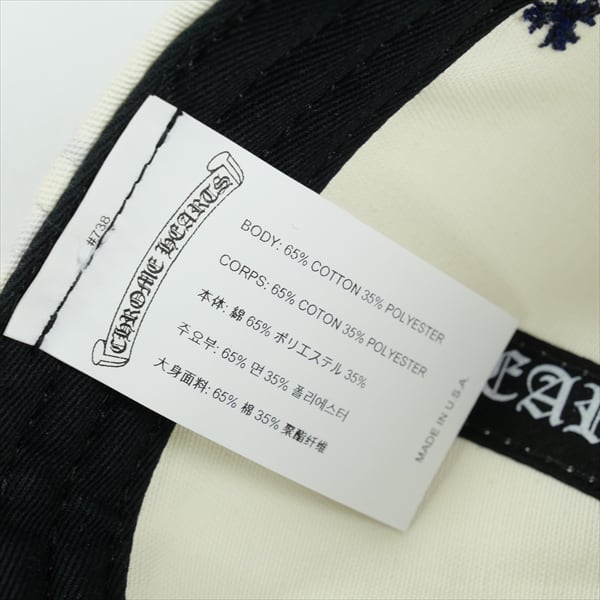 #738
CHROME HEARTS
BODY: 65% COTTON 35% POLYESTER
CORPS: 65% COTON 35% POLYESTER
本体: 綿 65% ポリエステル 35%
주요부: 65% 면 35% 폴리에스터
大身面料: 65% 棉 35% 聚酯纤维
MADE IN U.S.A.